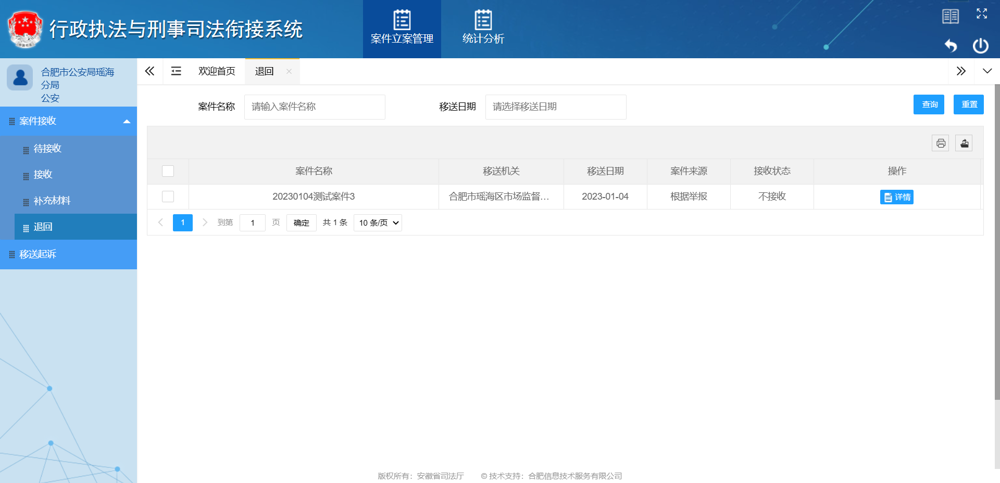 行政执法与刑事司法衔接系统
案件立案管理
统计分析
合肥市公安局瑶海
分局
公安
案件接收
待接收
接收
补充材料
退回
移送起诉
欢迎首页
退回
案件名称 请输入案件名称 移送日期 请选择移送日期 查询 重置
案件名称 移送机关 移送日期 案件来源 接收状态 操作
20230104测试案件3 合肥市瑶海区市场监督... 2023-01-04 根据举报 不接收 详情
1 到第 1 页 确定 共 1 条 10 条/页
版权所有：安徽省司法厅 © 技术支持：合肥信息技术服务有限公司